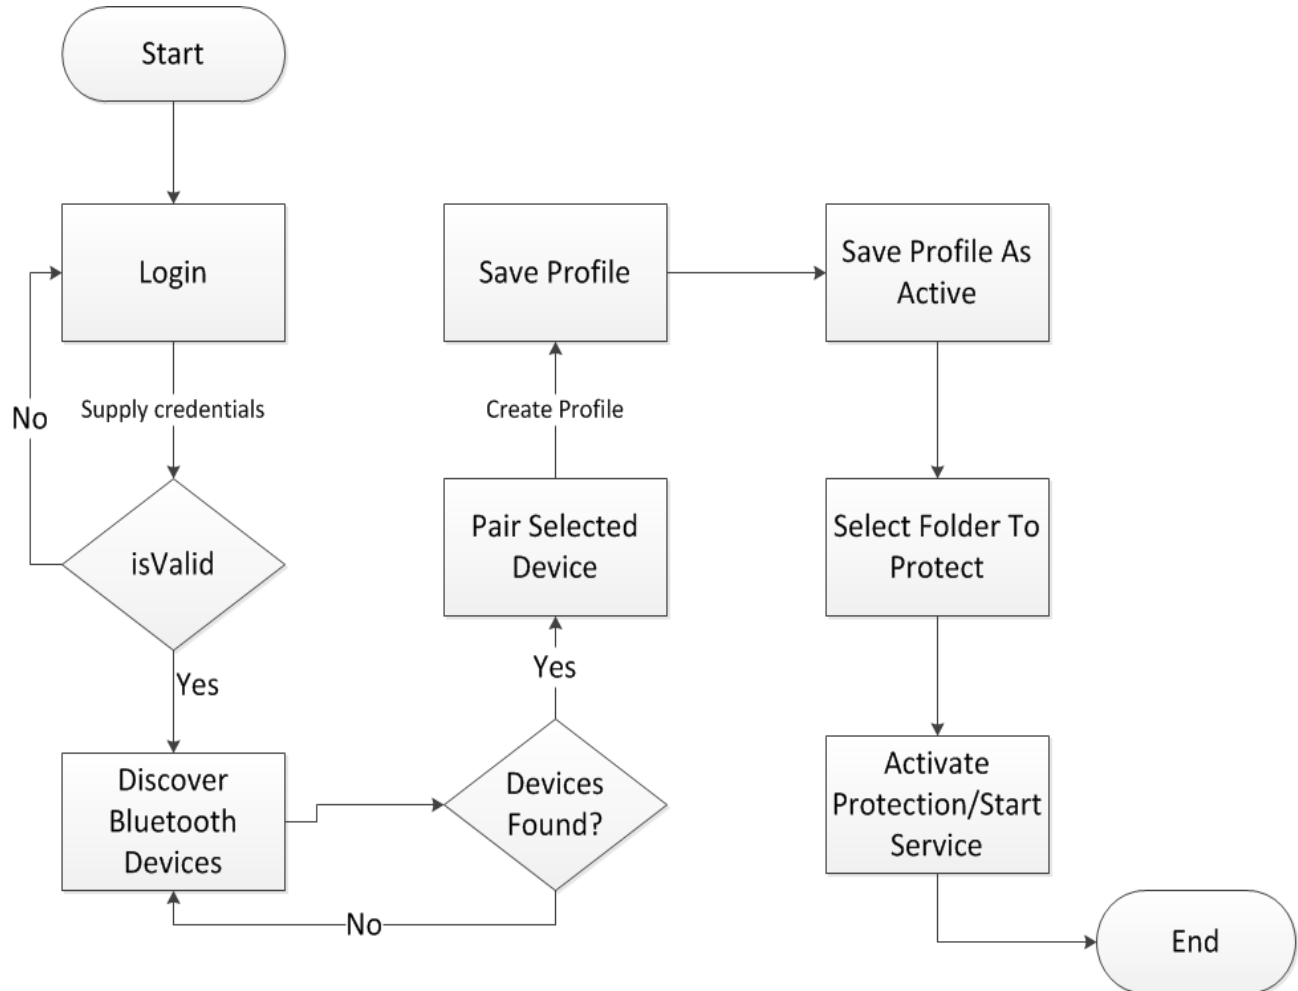 Start
Login
No
Supply credentials
isValid
Yes
Discover
Bluetooth
Devices
Devices
Found?
No
Yes
Pair Selected
Device
Create Profile
Save Profile
Save Profile As
Active
Select Folder To
Protect
Activate
Protection/Start
Service
End